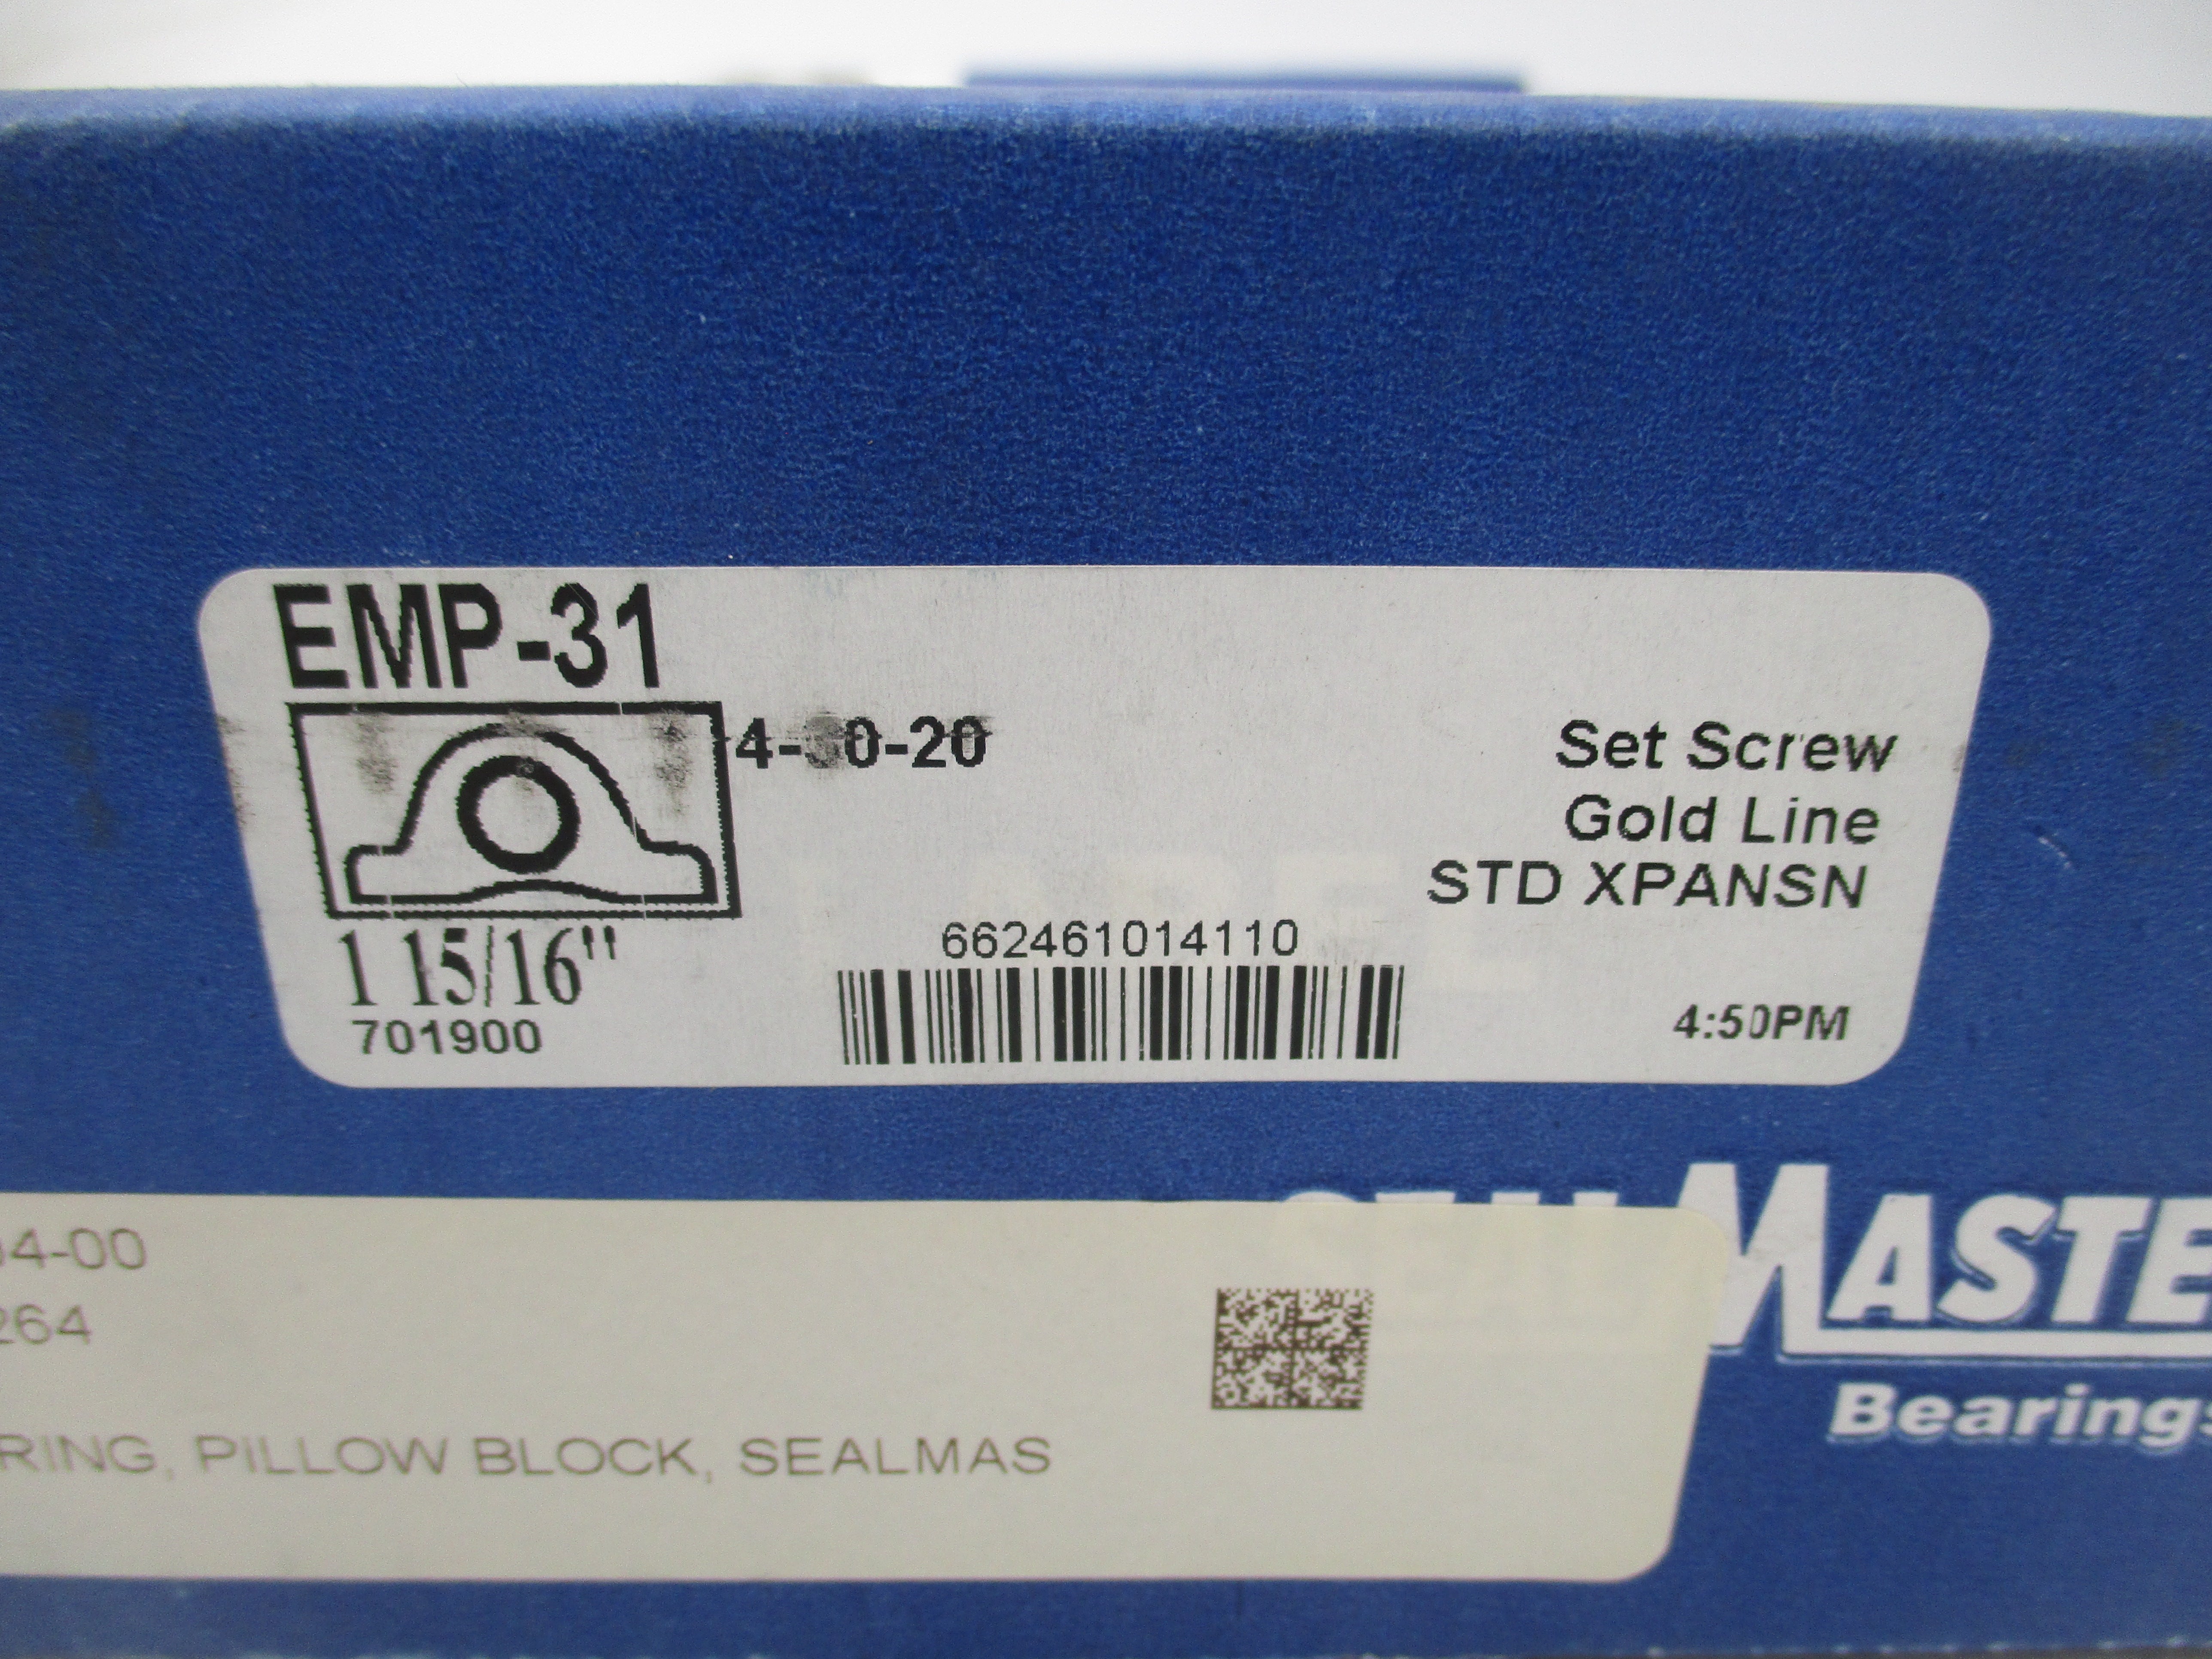 EMP-31
4-30-20
Set Screw
Gold Line
STD XPANSN
1 15/16"
701900
662461014110
4:50PM
MASTE
Bearings
04-00
264
RING, PILLOW BLOCK, SEALMAS